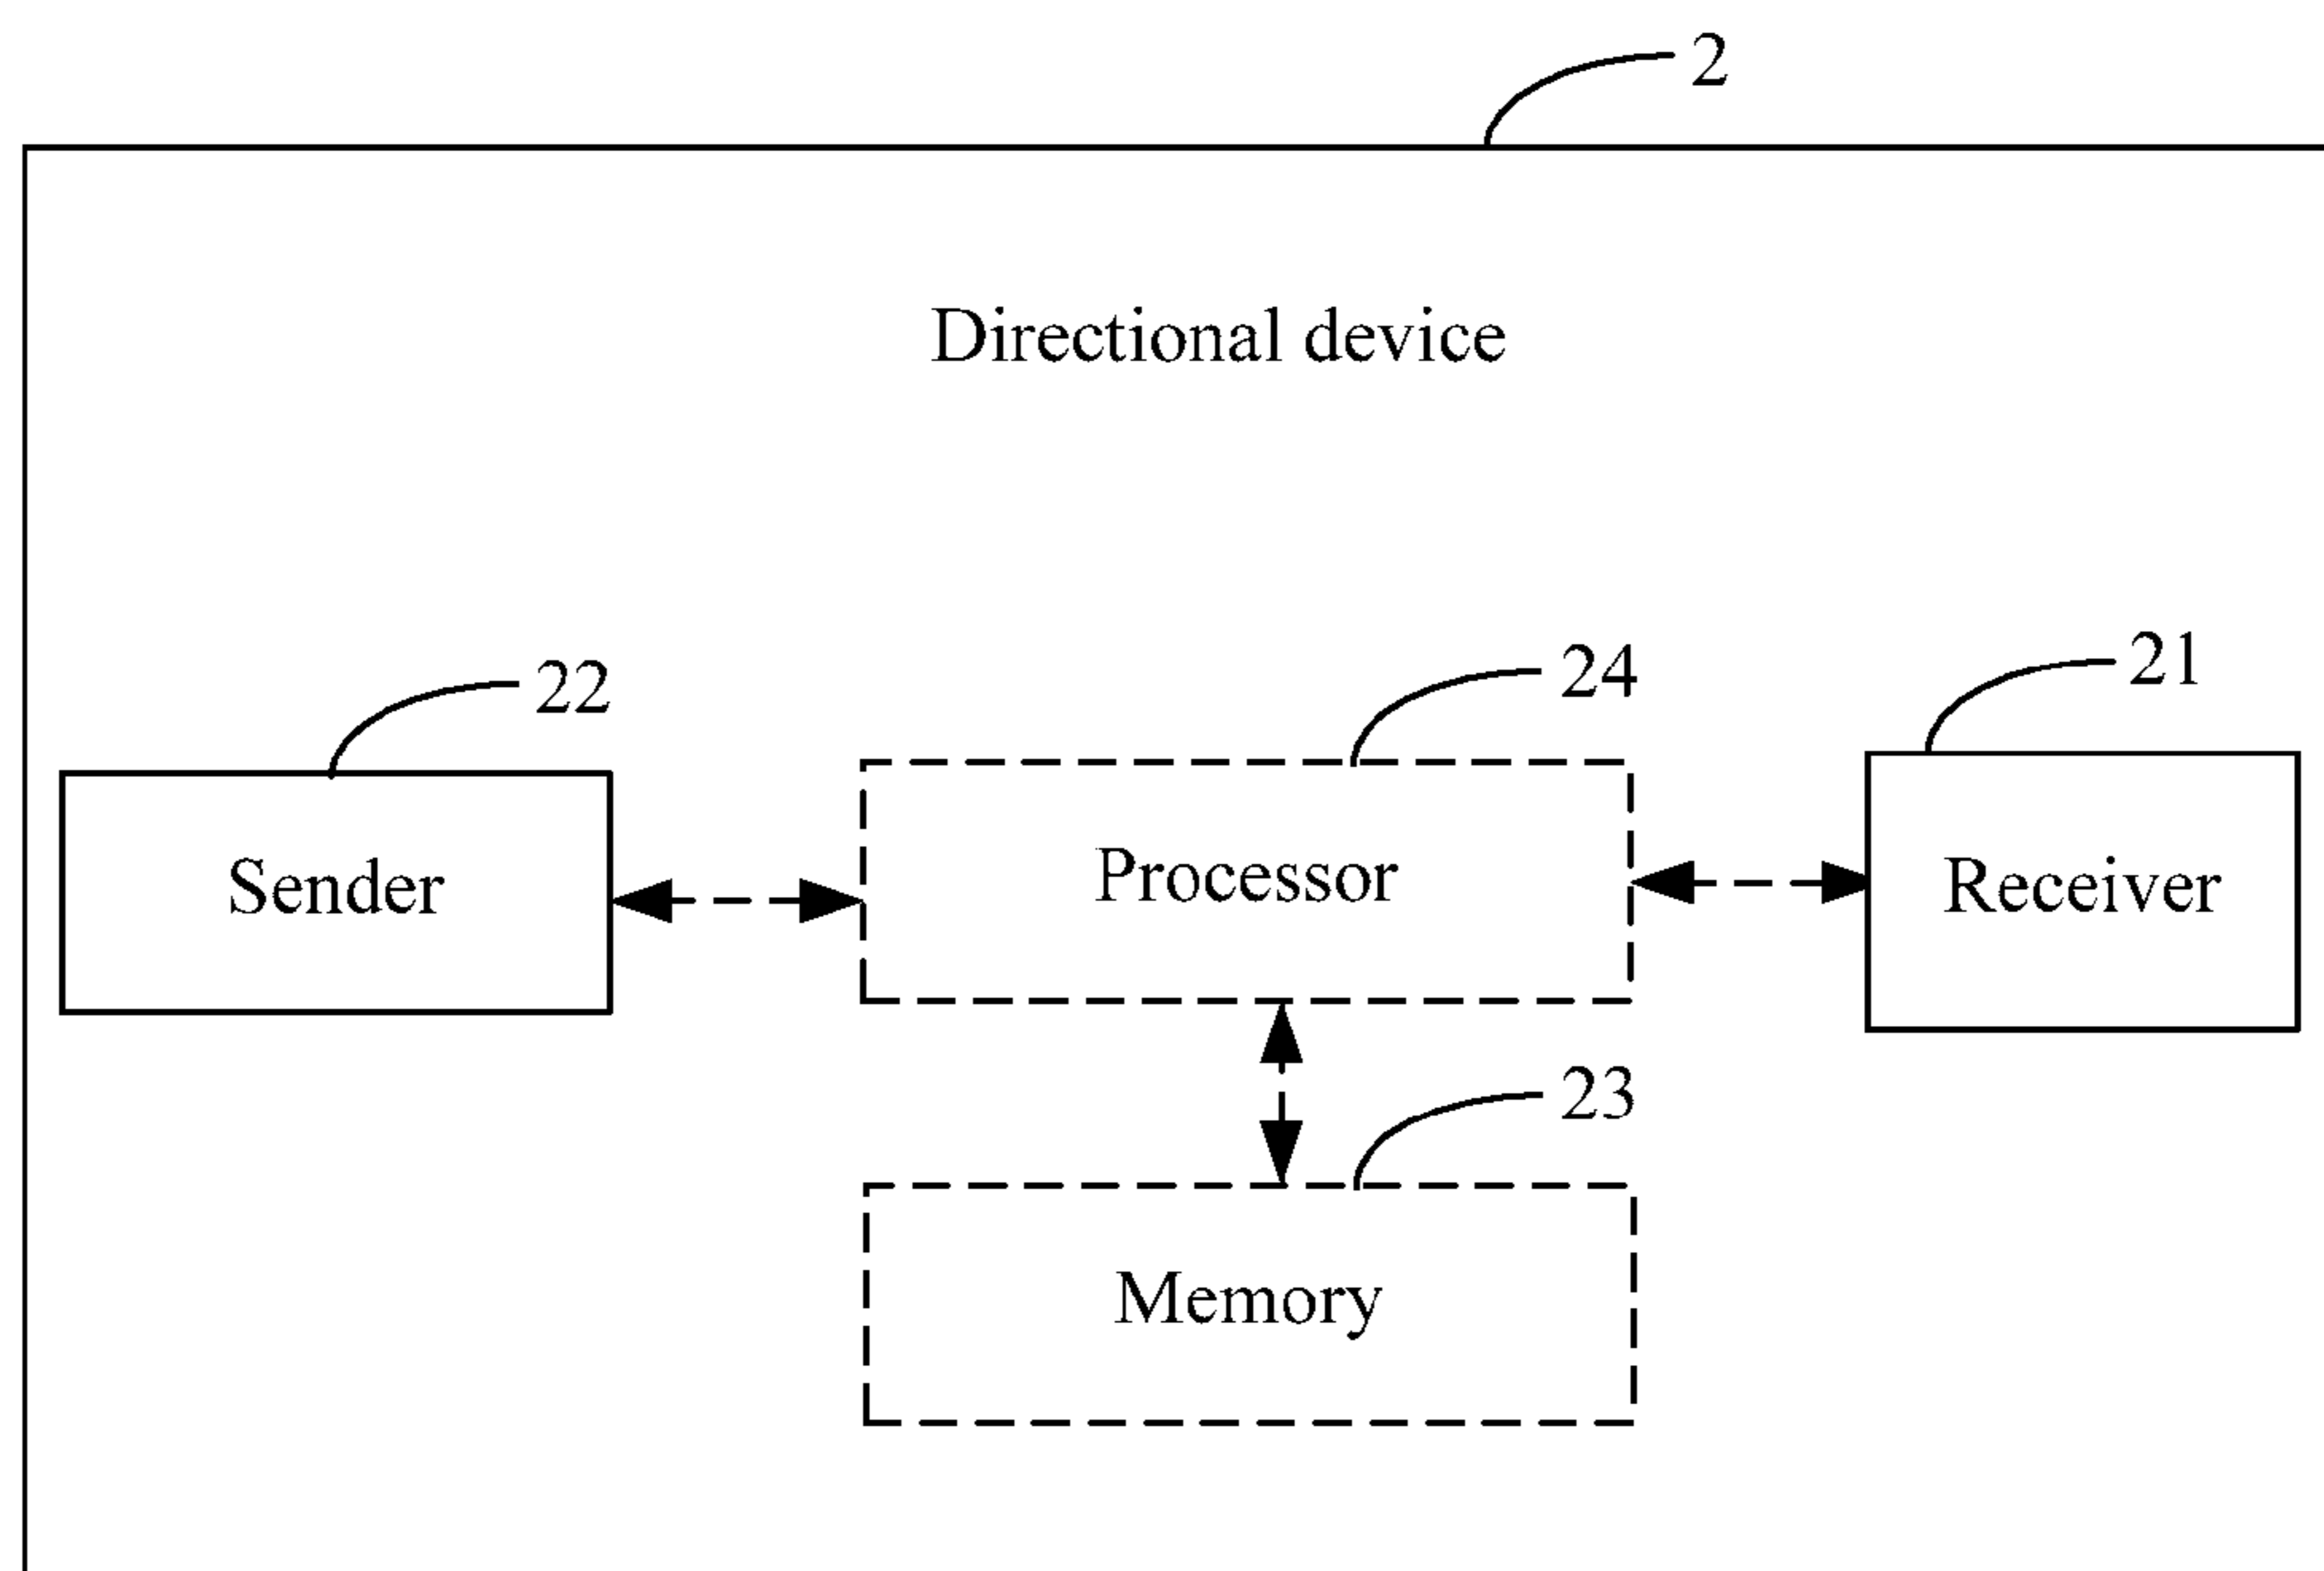 2
Directional device
22
24
21
Sender
Processor
Receiver
23
Memory